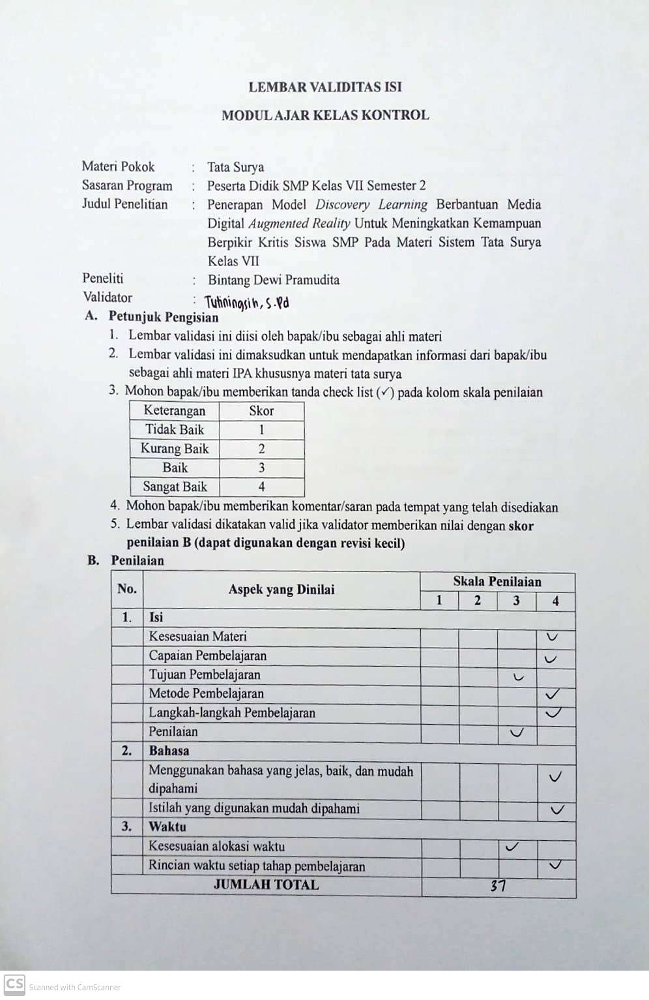 LEMBAR VALIDITAS ISI
MODUL AJAR KELAS KONTROL
Materi Pokok : Tata Surya
Sasaran Program : Peserta Didik SMP Kelas VII Semester 2
Judul Penelitian : Penerapan Model Discovery Learning Berbantuan Media
Digital Augmented Reality Untuk Meningkatkan Kemampuan
Berpikir Kritis Siswa SMP Pada Materi Sistem Tata Surya
Kelas VII
Peneliti : Bintang Dewi Pramudita
Validator : Tutiningsih, S.Pd
A. Petunjuk Pengisian
1. Lembar validasi ini diisi oleh bapak/ibu sebagai ahli materi
2. Lembar validasi ini dimaksudkan untuk mendapatkan informasi dari bapak/ibu
sebagai ahli materi IPA khususnya materi tata surya
3. Mohon bapak/ibu memberikan tanda check list (✓) pada kolom skala penilaian
Keterangan Skor
Tidak Baik 1
Kurang Baik 2
Baik 3
Sangat Baik 4
4. Mohon bapak/ibu memberikan komentar/saran pada tempat yang telah disediakan
5. Lembar validasi dikatakan valid jika validator memberikan nilai dengan skor
penilaian B (dapat digunakan dengan revisi kecil)
B. Penilaian
No. Aspek yang Dinilai Skala Penilaian
1 2 3 4
1. Isi
Kesesuaian Materi ✓
Capaian Pembelajaran ✓
Tujuan Pembelajaran ✓
Metode Pembelajaran ✓
Langkah-langkah Pembelajaran ✓
Penilaian ✓
2. Bahasa
Menggunakan bahasa yang jelas, baik, dan mudah
dipahami ✓
Istilah yang digunakan mudah dipahami ✓
3. Waktu
Kesesuaian alokasi waktu ✓
Rincian waktu setiap tahap pembelajaran ✓
JUMLAH TOTAL 37
CS Scanned with CamScanner